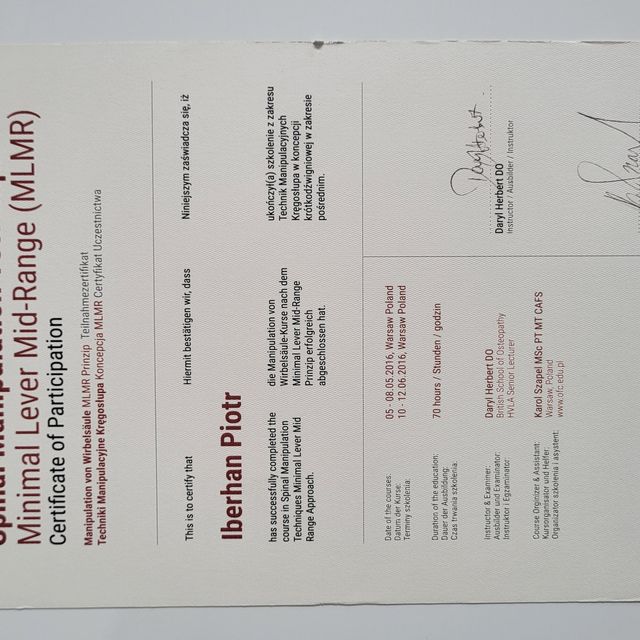 Minimal Lever Mid-Range (MLMR)
Certificate of Participation
Manipulation von Wirbelsäule MLMR Prinzip Teilnahmezertifikat
Techniki Manipulacyjne Kręgosłupa Koncepcja MLMR Certyfikat Uczestnictwa
This is to certify that
Hiermit bestätigen wir, dass
Niniejszym zaświadcza się, iż
Iberhan Piotr
has successfully completed the
course in Spinal Manipulation
Techniques Minimal Lever Mid
Range Approach.
die Manipulation von
Wirbelsäule-Kurse nach dem
Minimal Lever Mid-Range
Prinzip erfolgreich
abgeschlossen hat.
ukończył(a) szkolenie z zakresu
Technik Manipulacyjnych
Kręgosłupa w koncepcji
krótkodźwigniowej w zakresie
pośrednim.
Date of the courses
Datum der Kurse:
Terminy szkolenia:
05 - 08.05.2016, Warsaw Poland
10 - 12.06.2016, Warsaw Poland
Duration of the education:
Dauer der Ausbildung:
Czas trwania szkolenia:
70 hours / Stunden / godzin
Instructor & Examiner:
Ausbilder und Examinator:
Instruktor i Egzaminator:
Daryl Herbert DO
British School of Osteopathy
HVLA Senior Lecturer
Course Orginizer & Assistant:
Kursorganisator und Helfer:
Organizator szkolenia i asystent:
Karol Szapel MSc PT MT CAFS
Warsaw, Poland
www.ofc.edu.pl
Daryl Herbert DO
Instructor / Ausbilder / Instruktor